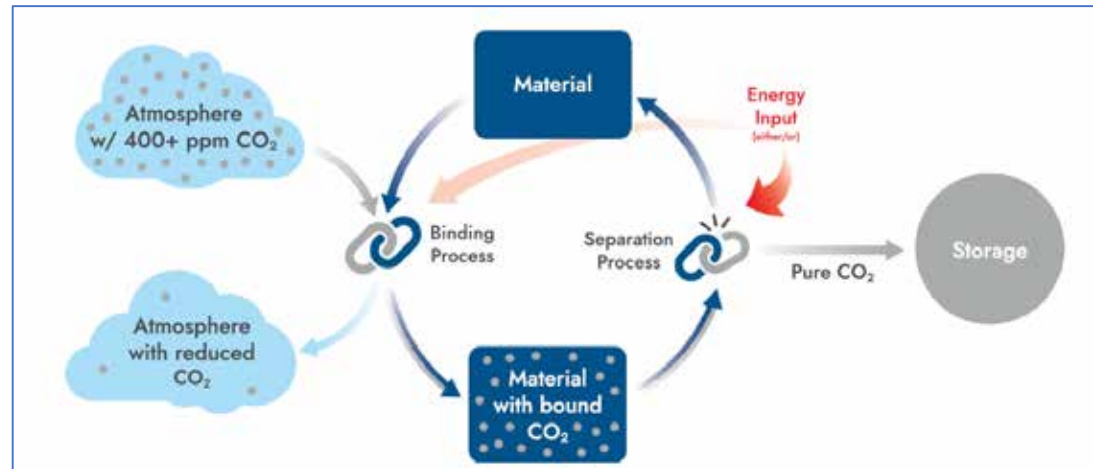 Atmosphere
w/ 400+ ppm CO₂
Material
Energy
Input
(either/or)
Binding
Process
Separation
Process
Pure CO₂
Storage
Atmosphere
with reduced
CO₂
Material
with bound
CO₂